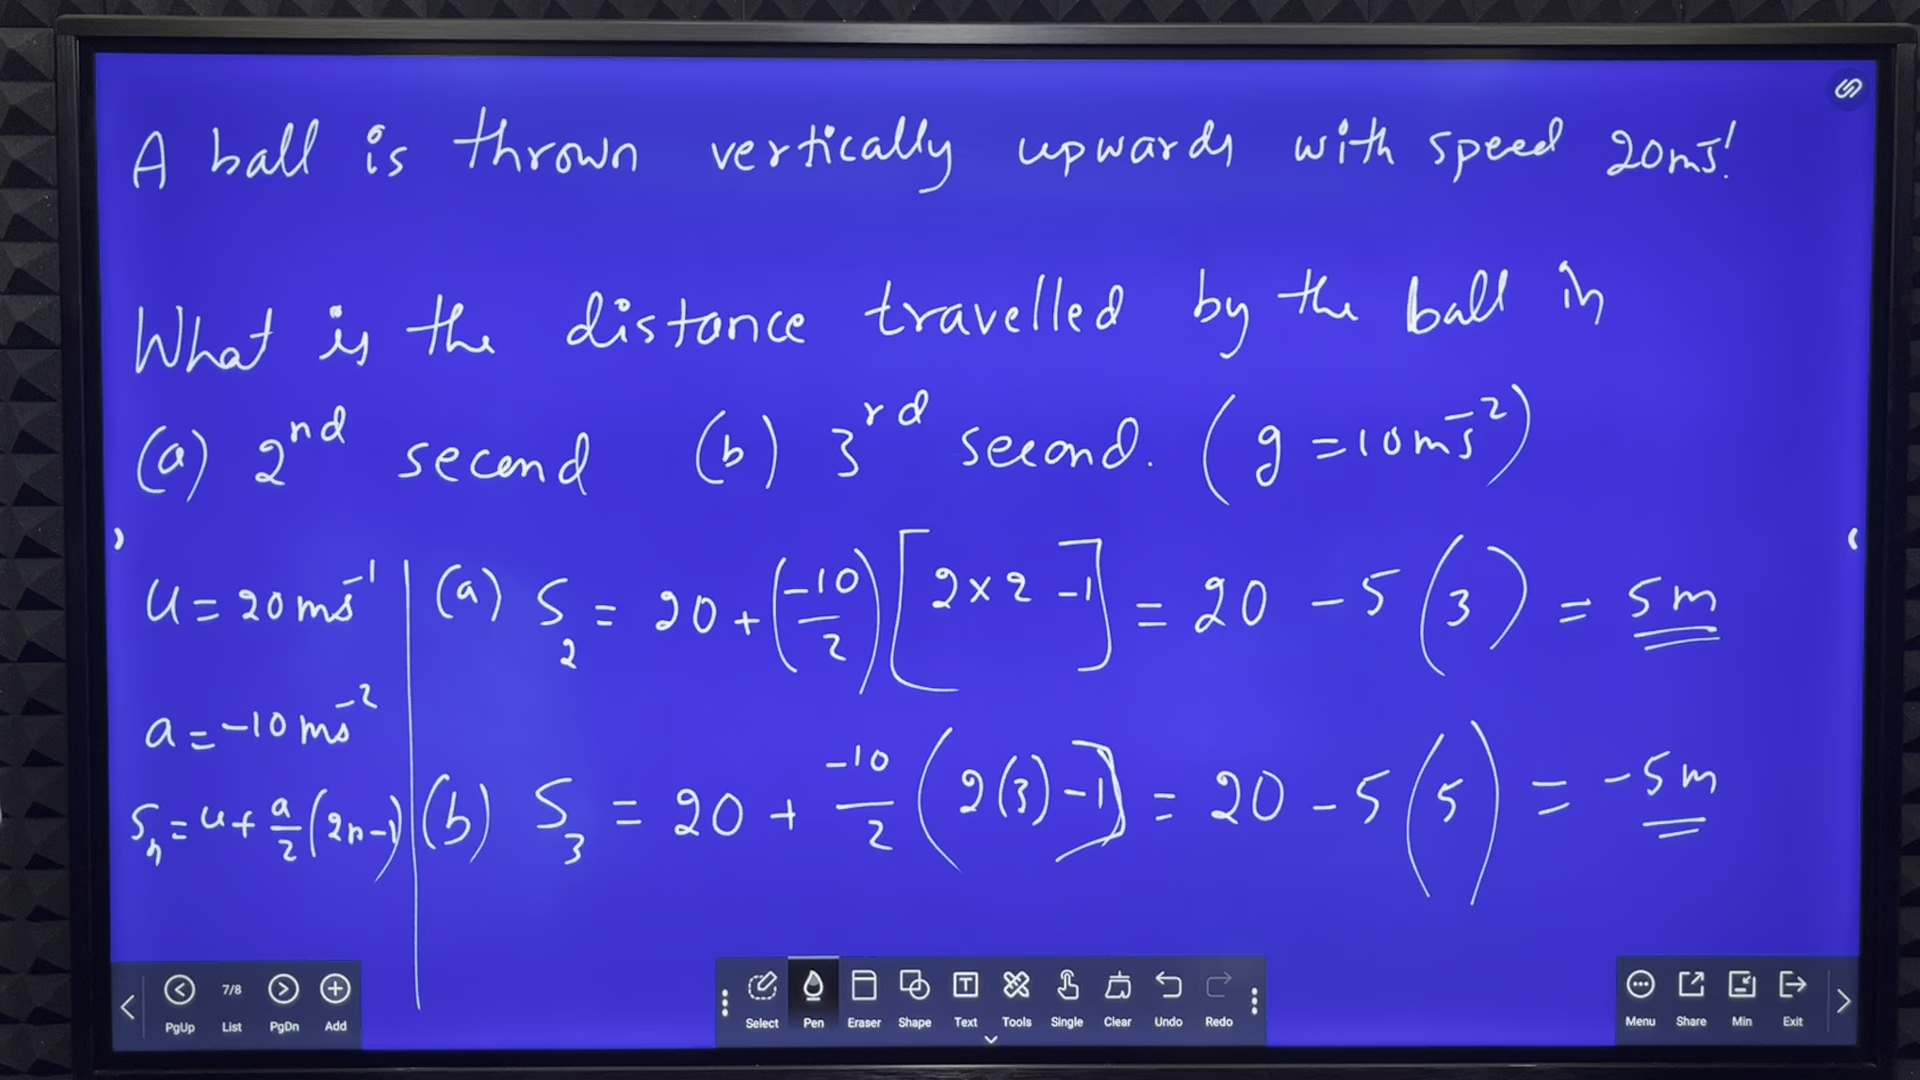 A ball is thrown vertically upwards with speed 20ms⁻¹.
What is the distance travelled by the ball in
(a) 2nd second (b) 3rd second. (g = 10ms⁻²)
u = 20ms⁻¹
a = -10ms⁻²
Sₙ = u + a/2 (2n-1)
(a) S₂ = 20 + (-10/2) [2×2 -1] = 20 - 5(3) = 5m
(b) S₃ = 20 + -10/2 (2(3)-1] = 20 - 5(5) = -5m
7/8
PgUp List PgDn Add
Select Pen Eraser Shape Text Tools Single Clear Undo Redo
Menu Share Min Exit